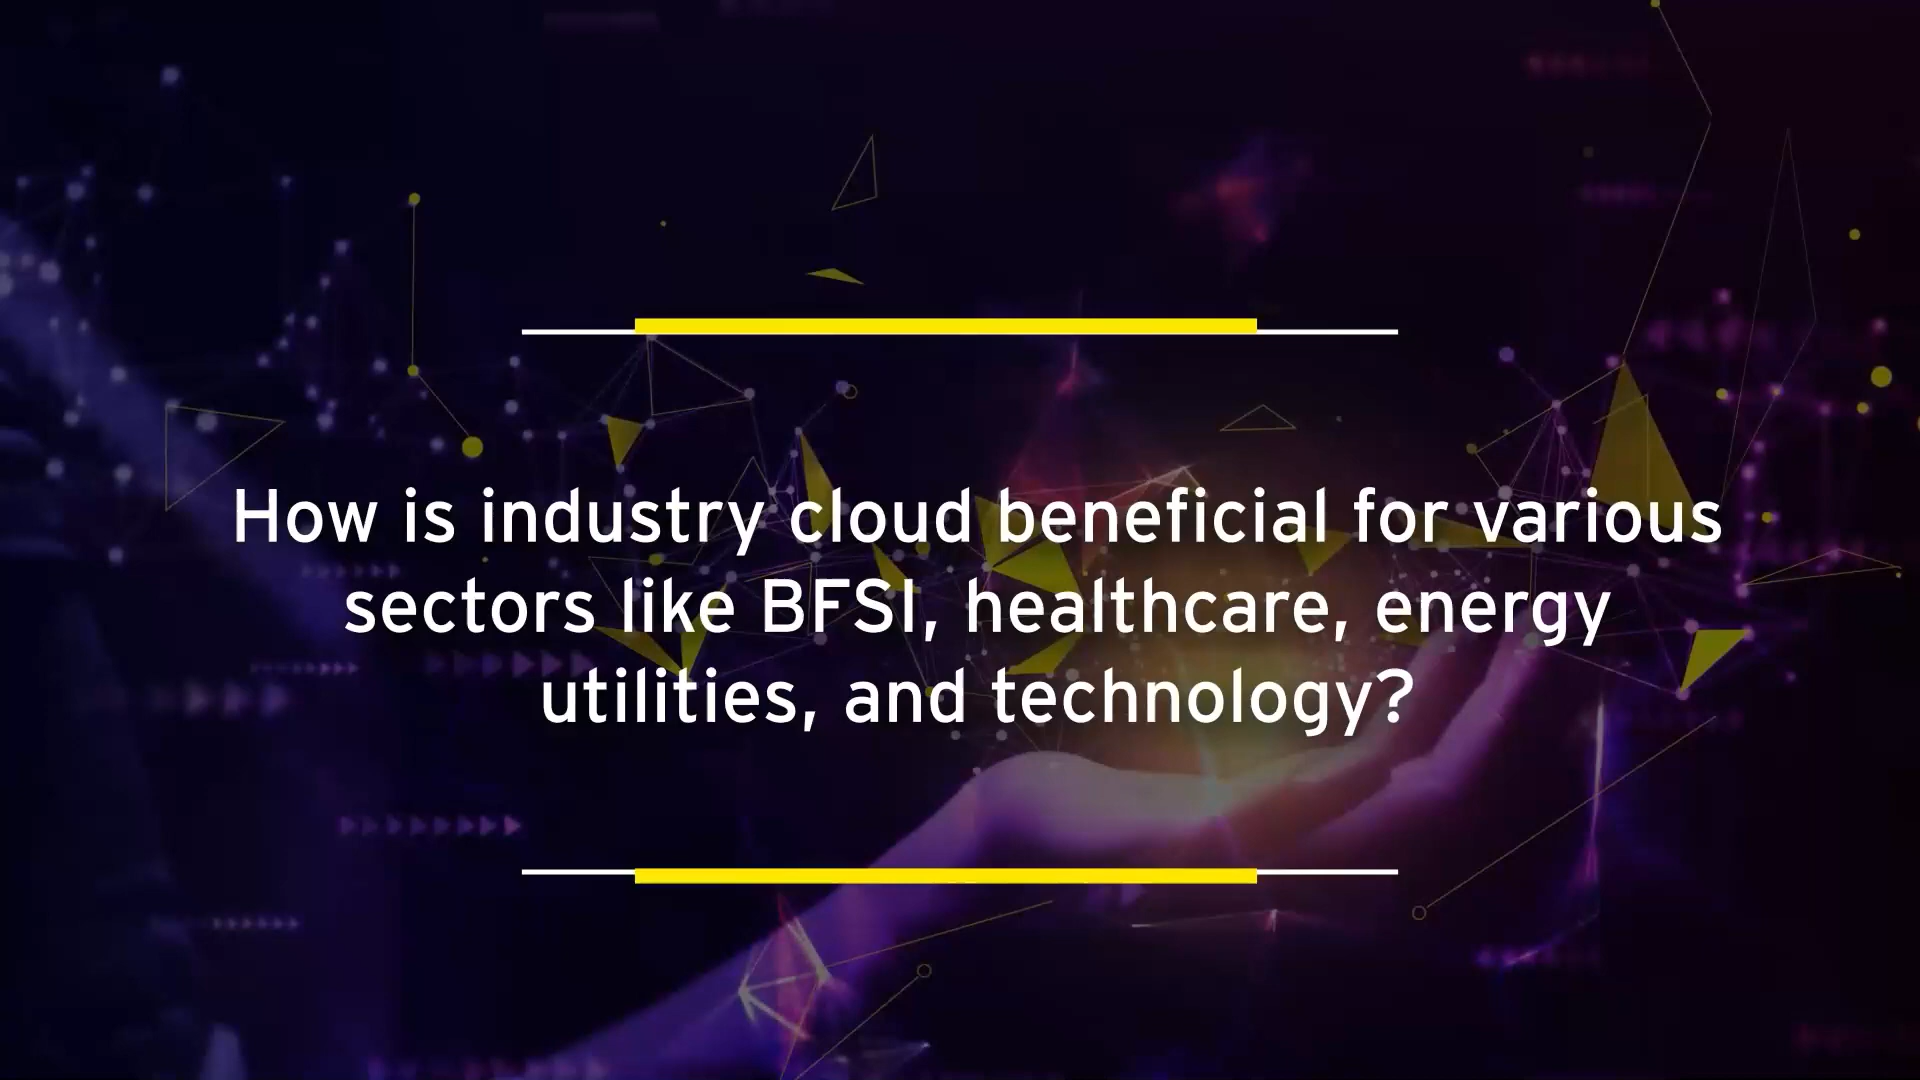 How is industry cloud beneficial for various
sectors like BFSI, healthcare, energy
utilities, and technology?